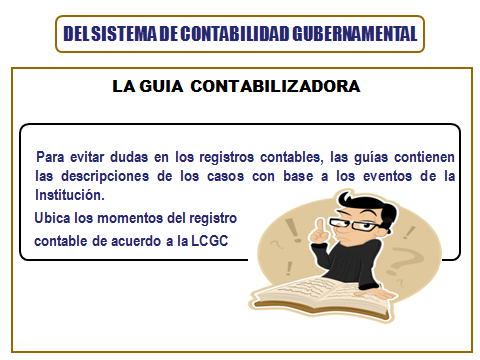 DEL SISTEMA DE CONTABILIDAD GUBERNAMENTAL
LA GUIA CONTABILIZADORA
Para evitar dudas en los registros contables, las guías contienen
las descripciones de los casos con base a los eventos de la
Institución.
Ubica los momentos del registro
contable de acuerdo a la LCGC